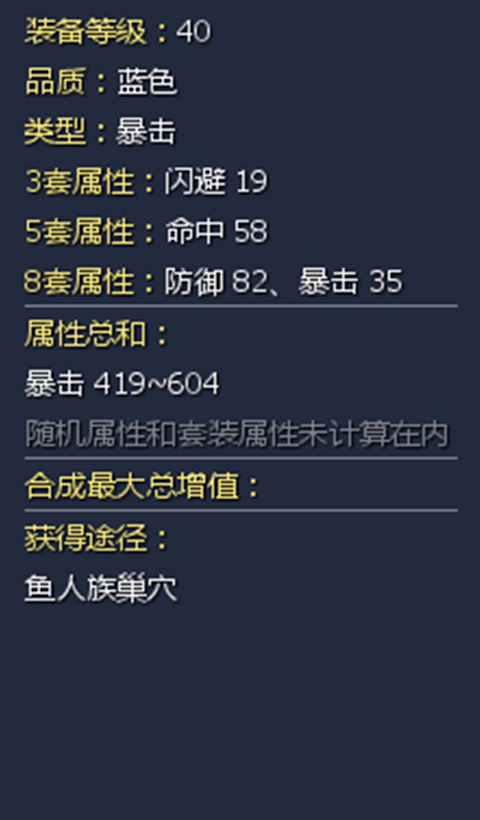 装备等级：40
品质：蓝色
类型：暴击
3套属性：闪避 19
5套属性：命中 58
8套属性：防御 82、暴击 35
属性总和：
暴击 419~604
随机属性和套装属性未计算在内
合成最大总增值：
获得途径：
鱼人族巢穴